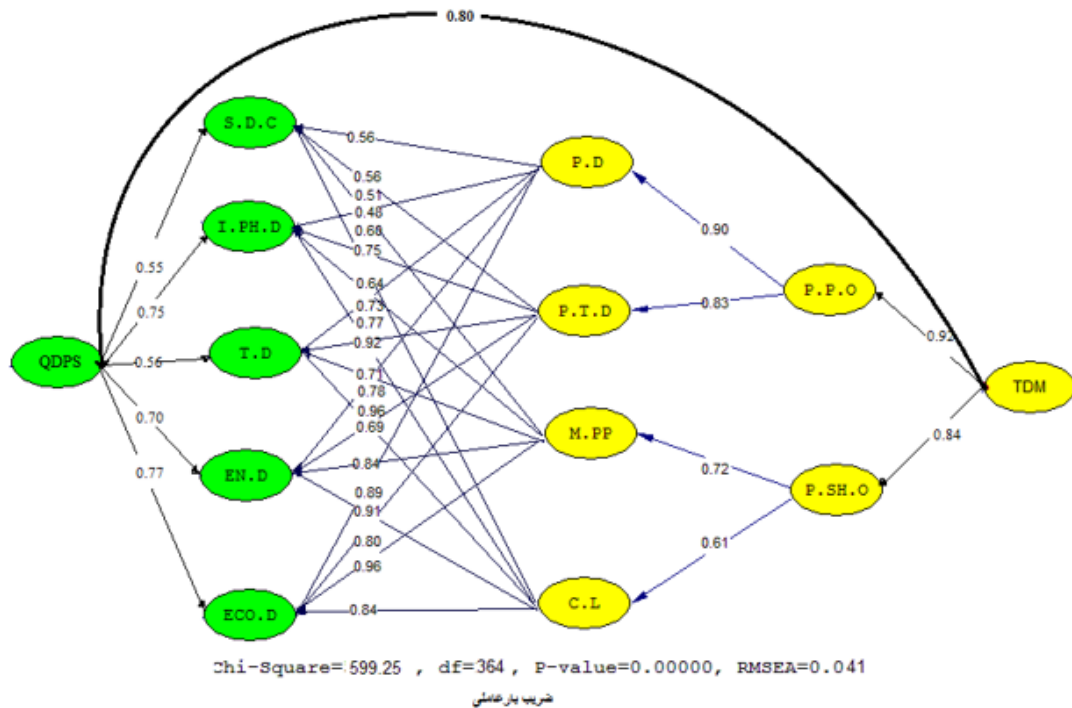 0.80
S.D.C
0.56
P.D
0.56
0.51
I.PH.D
0.48
0.68
0.90
0.75
0.55
0.64
P.P.O
0.75
0.73
P.T.D
0.83
0.77
0.92
0.92
QDPS
0.56
T.D
0.71
TDM
0.78
0.96
0.70
0.69
M.PP
0.84
0.77
EN.D
0.84
0.72
0.89
P.SH.O
0.91
0.80
0.61
0.96
ECO.D
0.84
C.L
Chi-Square=599.25 , df=364, P-value=0.00000, RMSEA=0.041
ضریب بارعاملی